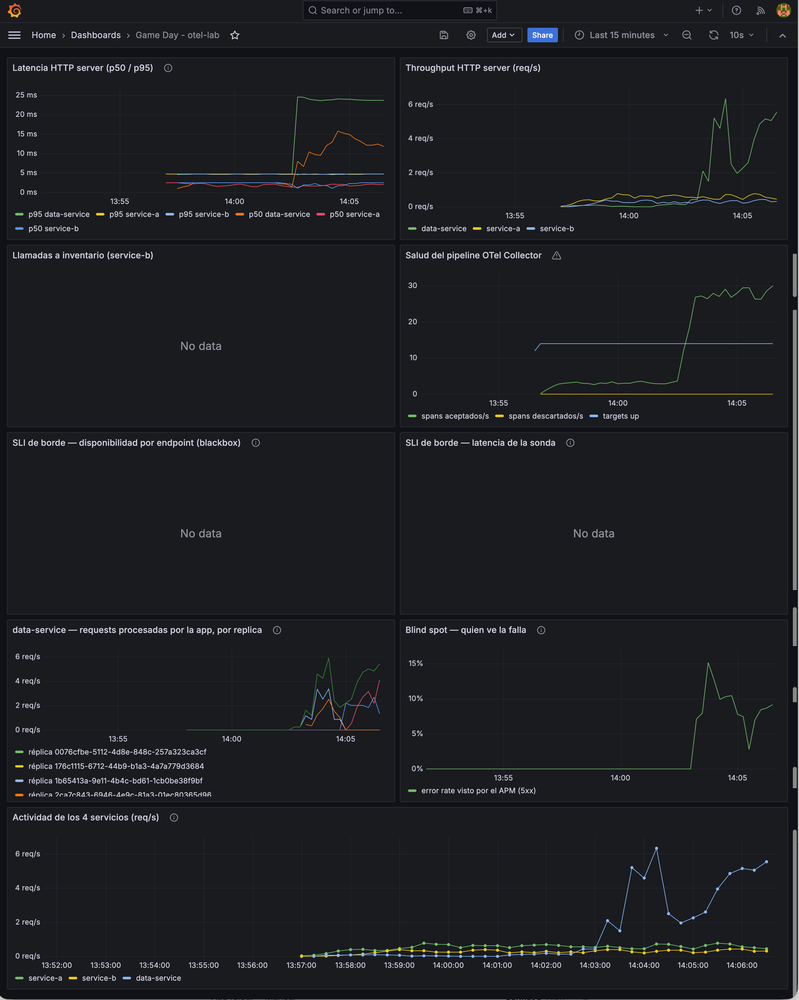 Search or jump to... ⌘+k
Home › Dashboards › Game Day - otel-lab Add Share Last 15 minutes 10s
Latencia HTTP server (p50 / p95)
25 ms
20 ms
15 ms
10 ms
5 ms
0 ms
13:55 14:00 14:05
p95 data-service p95 service-a p95 service-b p50 data-service p50 service-a
p50 service-b
Throughput HTTP server (req/s)
6 req/s
4 req/s
2 req/s
0 req/s
13:55 14:00 14:05
data-service service-a service-b
Llamadas a inventario (service-b)
No data
Salud del pipeline OTel Collector
30
20
10
0
13:55 14:00 14:05
spans aceptados/s spans descartados/s targets up
SLI de borde — disponibilidad por endpoint (blackbox)
No data
SLI de borde — latencia de la sonda
No data
data-service — requests procesadas por la app, por replica
6 req/s
4 req/s
2 req/s
0 req/s
13:55 14:00 14:05
réplica 0076cfbe-5112-4d8e-848c-257a323ca3cf
réplica 176c1115-6712-44b9-b1a3-4a7a779d3684
réplica 1b65413a-9e11-4b4c-bd61-1cb0be38f9bf
réplica 2ca7c843-6946-4e9c-81a3-01ec80365d96
Blind spot — quien ve la falla
15%
10%
5%
0%
13:55 14:00 14:05
error rate visto por el APM (5xx)
Actividad de los 4 servicios (req/s)
6 req/s
4 req/s
2 req/s
0 req/s
13:52:00 13:53:00 13:54:00 13:55:00 13:56:00 13:57:00 13:58:00 13:59:00 14:00:00 14:01:00 14:02:00 14:03:00 14:04:00 14:05:00 14:06:00
service-a service-b data-service